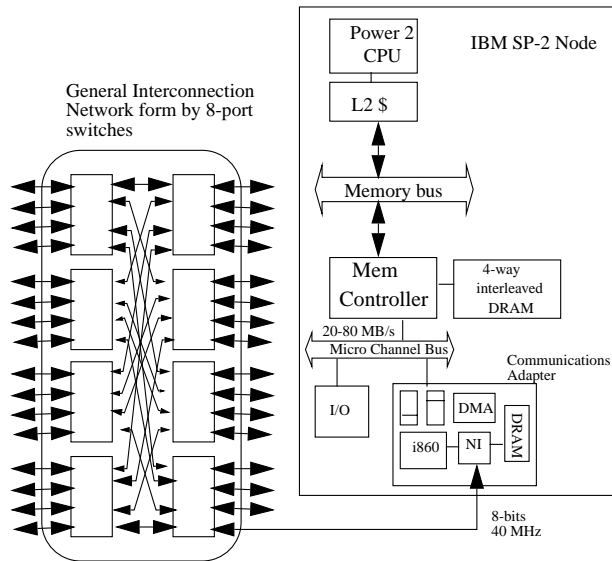 General Interconnection
Network form by 8-port
switches
IBM SP-2 Node
Power 2
CPU
L2 $
Memory bus
Mem
Controller
4-way
interleaved
DRAM
20-80 MB/s
Micro Channel Bus
I/O
Communications
Adapter
DMA
DRAM
i860
NI
8-bits
40 MHz